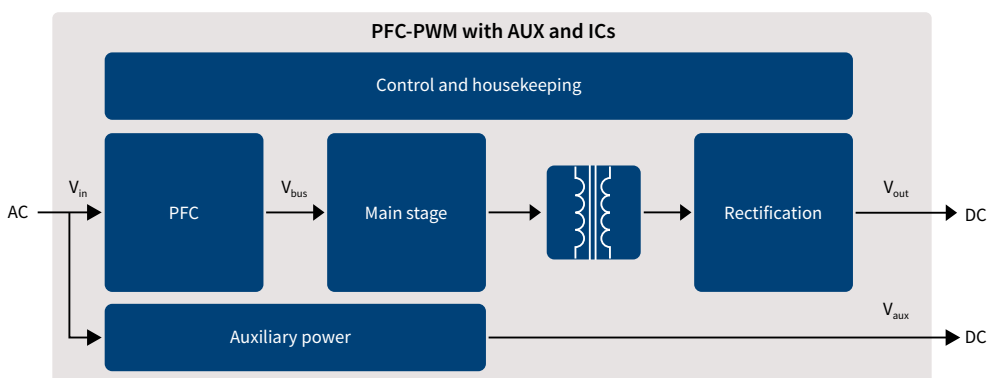 PFC-PWM with AUX and ICs
Control and housekeeping
AC
Vin
PFC
Vbus
Main stage
Rectification
Vout
DC
Auxiliary power
Vaux
DC